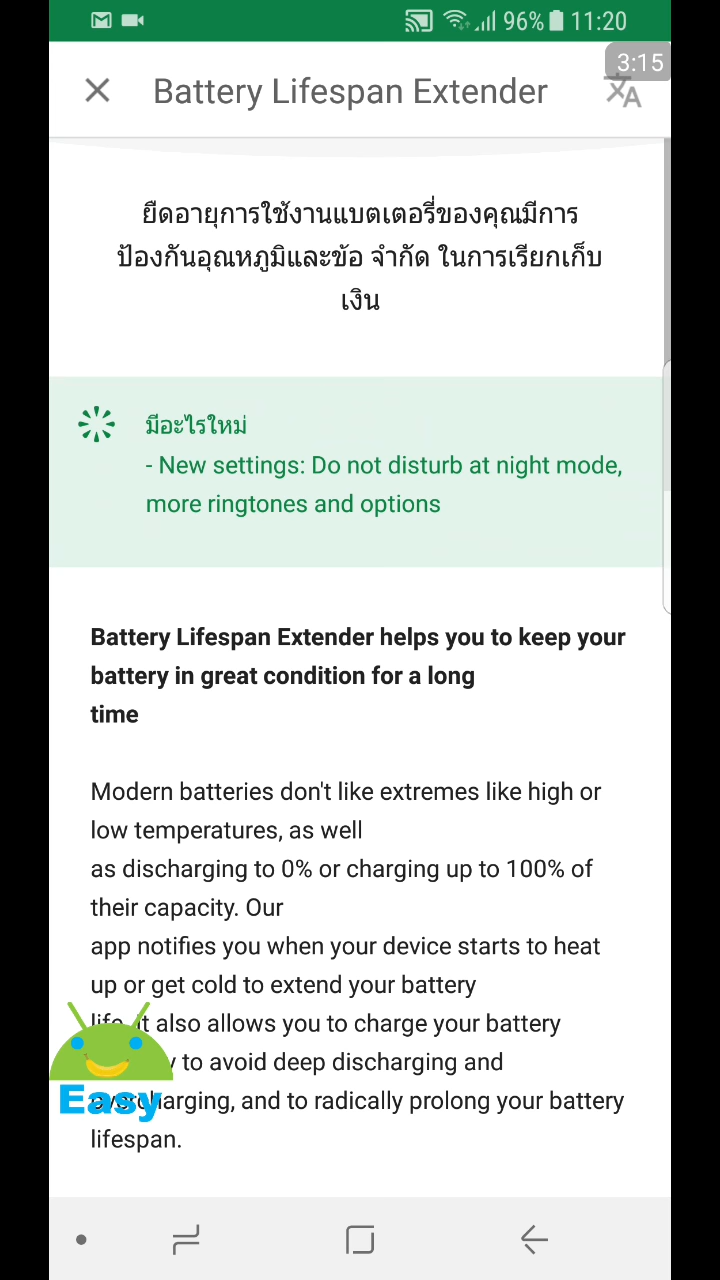 96% 11:20
3:15
Battery Lifespan Extender
ยืดอายุการใช้งานแบตเตอรี่ของคุณมีการ
ป้องกันอุณหภูมิและข้อ จำกัด ในการเรียกเก็บ
เงิน
มีอะไรใหม่
- New settings: Do not disturb at night mode,
more ringtones and options
Battery Lifespan Extender helps you to keep your
battery in great condition for a long
time
Modern batteries don't like extremes like high or
low temperatures, as well
as discharging to 0% or charging up to 100% of
their capacity. Our
app notifies you when your device starts to heat
up or get cold to extend your battery
life. It also allows you to charge your battery
to avoid deep discharging and
overcharging, and to radically prolong your battery
lifespan.
Easy